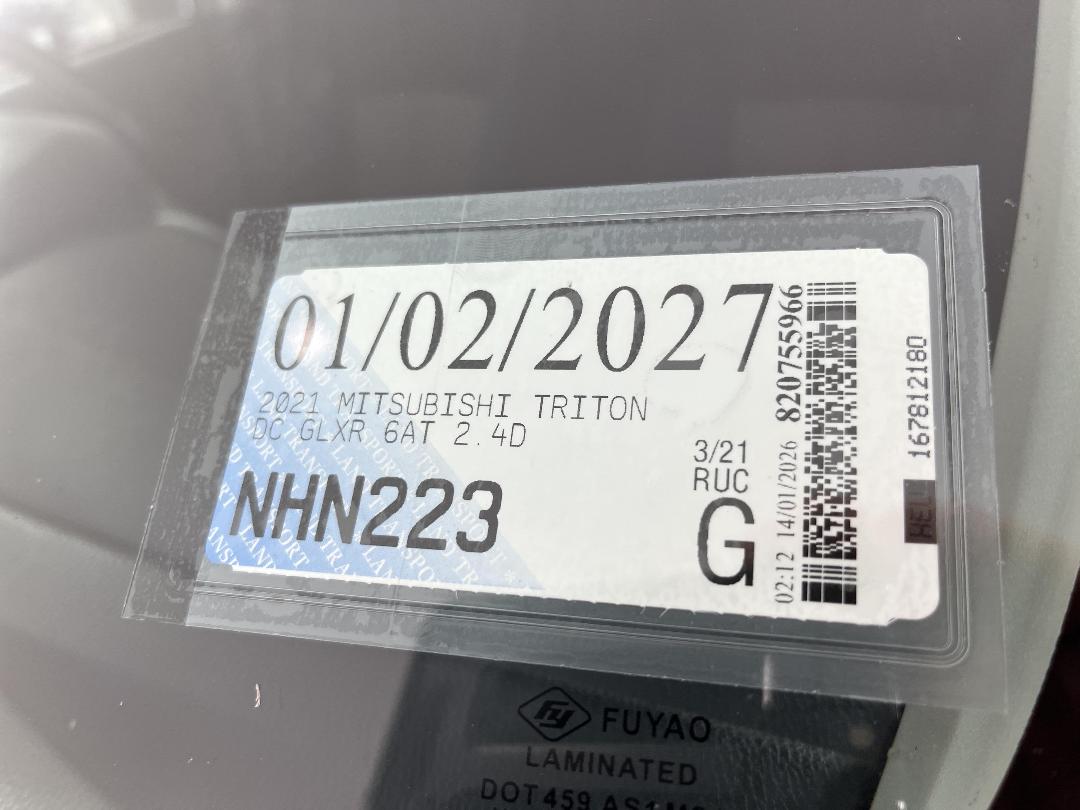 01/02/2027
2021 MITSUBISHI TRITON
DC GLXR 6AT 2.4D
NHN223
3/21
RUC
G
02:12 14/01/2026 820755966
167812180
FUYAO
LAMINATED
DOT459